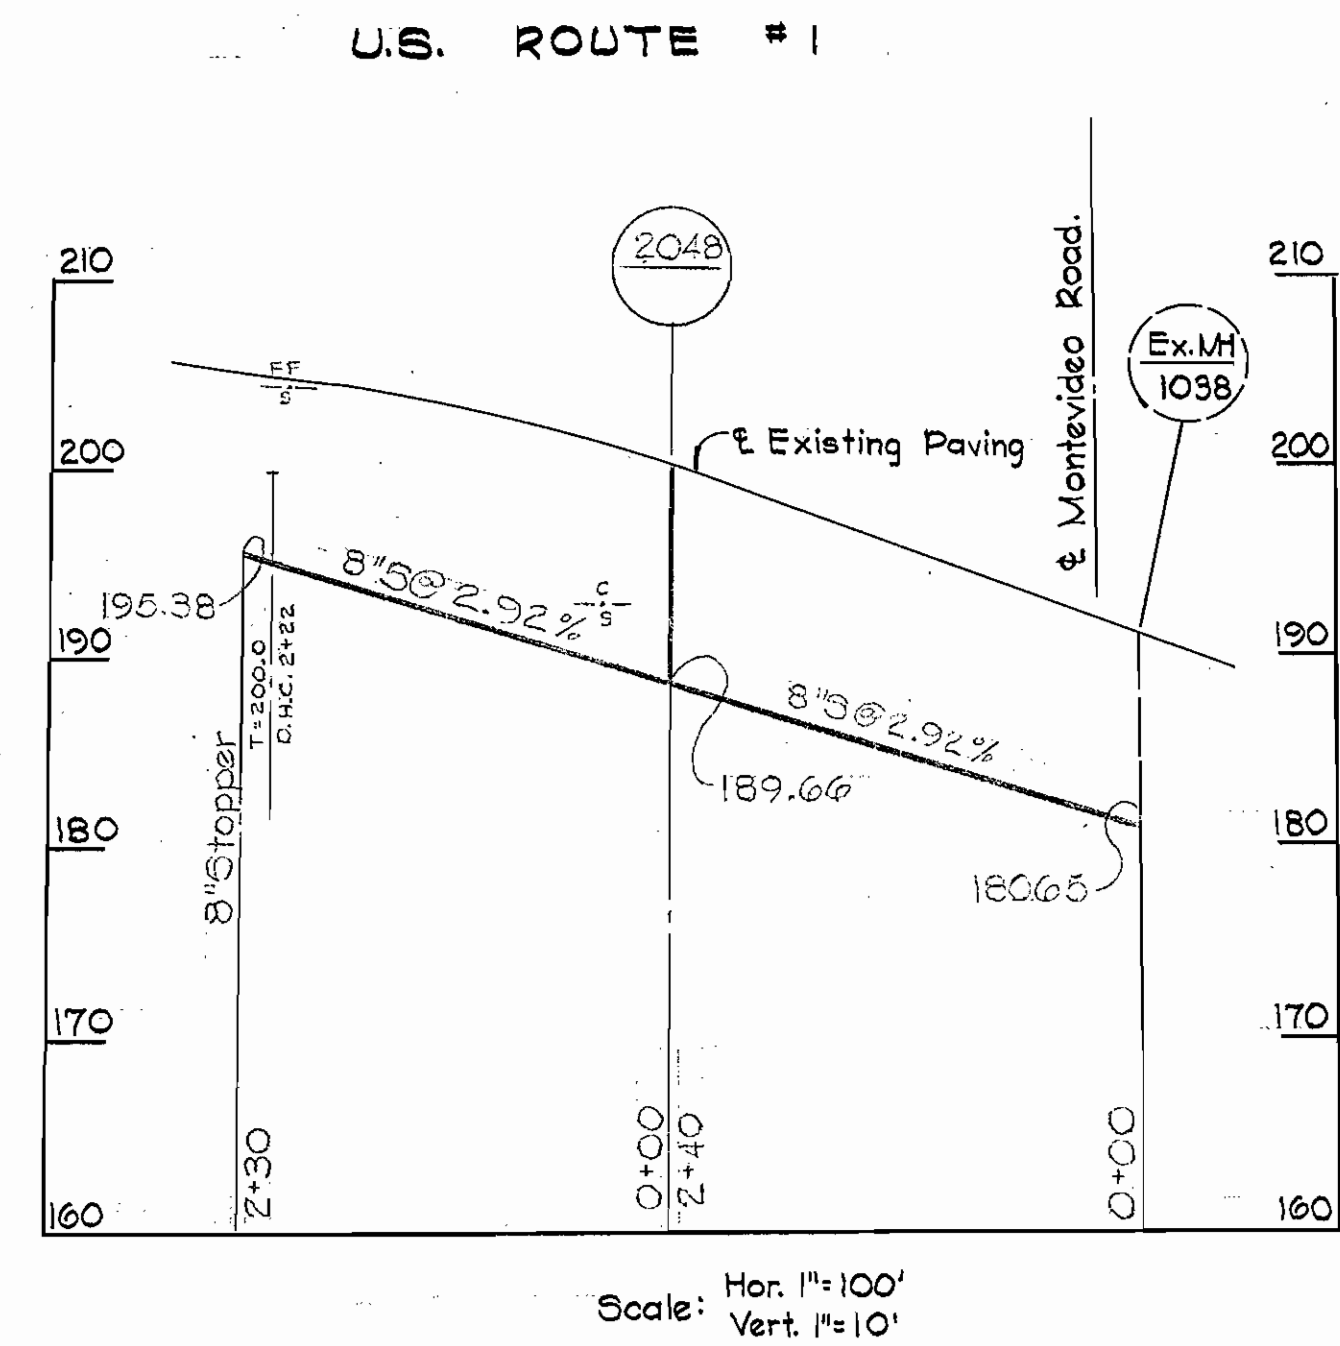 U.S. ROUTE #1
2048
210
210
℄ Montevideo Road.
Ex. MH
1038
FF
S
℄ Existing Paving
200
200
8"S@2.92%
C
S
195.38
190
190
T=200.0
D.H.C. 2+22
8"S@2.92%
189.66
8"Stopper
180
180
180.65
170
170
2+30
0+00
2+40
0+00
160
160
Scale: Hor. 1"=100'
Vert. 1"=10'